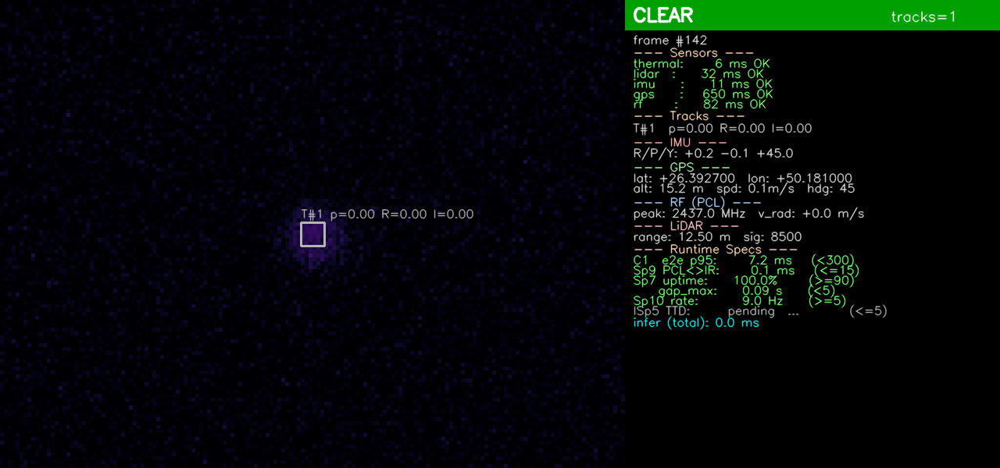 T#1 p=0.00 R=0.00 I=0.00
CLEAR tracks=1
frame #142
--- Sensors ---
thermal: 6 ms OK
lidar : 32 ms OK
imu : 11 ms OK
gps : 650 ms OK
rf : 82 ms OK
--- Tracks ---
T#1 p=0.00 R=0.00 I=0.00
--- IMU ---
R/P/Y: +0.2 -0.1 +45.0
--- GPS ---
lat: +26.392700 lon: +50.181000
alt: 15.2 m spd: 0.1m/s hdg: 45
--- RF (PCL) ---
peak: 2437.0 MHz v_rad: +0.0 m/s
--- LiDAR ---
range: 12.50 m sig: 8500
--- Runtime Specs ---
C1 e2e p95: 7.2 ms (<300)
Sp9 PCL<>IR: 0.1 ms (<=15)
Sp7 uptime: 100.0% (>=90)
gap_max: 0.09 s (<5)
Sp10 rate: 9.0 Hz (>=5)
ISp5 TTD: pending ... (<=5)
infer (total): 0.0 ms